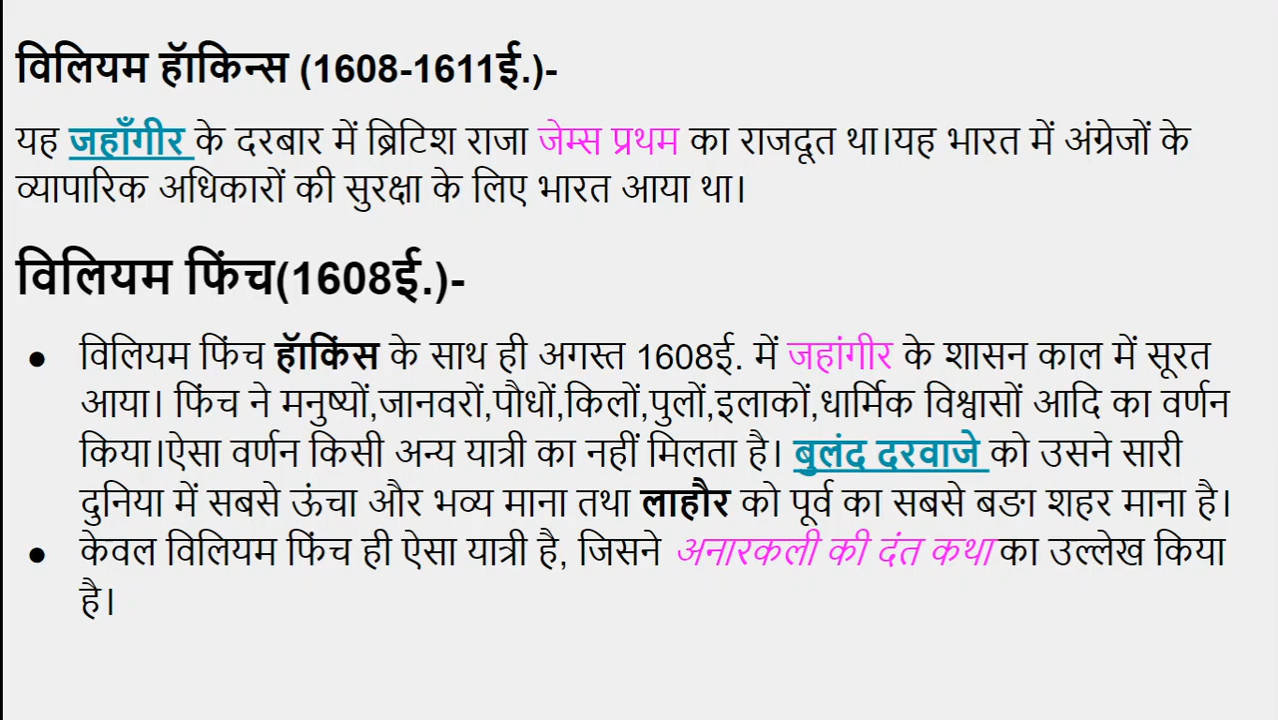 विलियम हॅाकिन्स (1608-1611ई.)-
यह जहाँगीर के दरबार में ब्रिटिश राजा जेम्स प्रथम का राजदूत था।यह भारत में अंग्रेजों के
व्यापारिक अधिकारों की सुरक्षा के लिए भारत आया था।
विलियम फिंच(1608ई.)-
● विलियम फिंच हॅाकिंस के साथ ही अगस्त 1608ई. में जहांगीर के शासन काल में सूरत
आया। फिंच ने मनुष्यों,जानवरों,पौधों,किलों,पुलों,इलाकों,धार्मिक विश्वासों आदि का वर्णन
किया।ऐसा वर्णन किसी अन्य यात्री का नहीं मिलता है। बुलंद दरवाजे को उसने सारी
दुनिया में सबसे ऊंचा और भव्य माना तथा लाहौर को पूर्व का सबसे बङा शहर माना है।
● केवल विलियम फिंच ही ऐसा यात्री है, जिसने अनारकली की दंत कथा का उल्लेख किया
है।